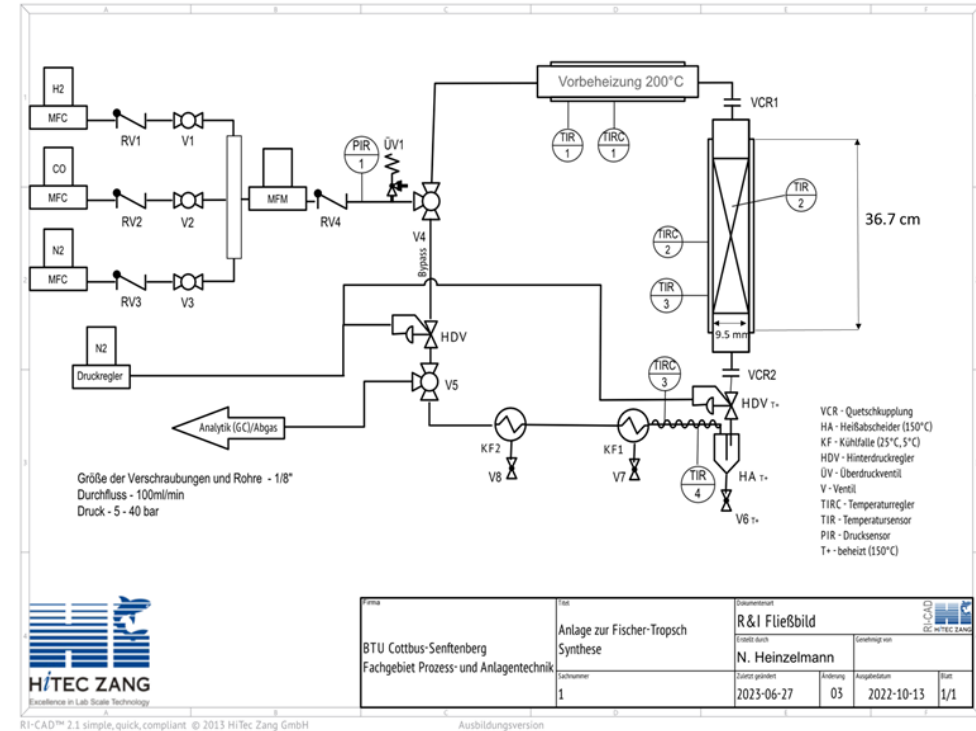 A
B
C
D
E
F
1
2
3
4
H2
MFC
RV1
V1
CO
MFC
RV2
V2
N2
MFC
RV3
V3
MFM
RV4
PIR
1
ÜV1
V4
Bypass
Vorbeheizung 200°C
TIR
1
TIRC
1
VCR1
TIR
2
36.7 cm
TIRC
2
TIR
3
9.5 mm
VCR2
N2
Druckregler
HDV
V5
Analytik (GC)/Abgas
KF2
V8
KF1
V7
TIRC
3
TIR
4
HDV T+
HA T+
V6 T+
Größe der Verschraubungen und Rohre - 1/8"
Durchfluss - 100ml/min
Druck - 5 - 40 bar
VCR - Quetschkupplung
HA - Heißabscheider (150°C)
KF - Kühlfalle (25°C, 5°C)
HDV - Hinterdruckregler
ÜV - Überdruckventil
V - Ventil
TIRC - Temperaturregler
TIR - Temperatursensor
PIR - Drucksensor
T+ - beheizt (150°C)
HiTEC ZANG
Excellence in Lab Scale Technology
Firma
BTU Cottbus-Senftenberg
Fachgebiet Prozess- und Anlagentechnik
Titel
Anlage zur Fischer-Tropsch
Synthese
Sachnummer
1
Dokumentenart
R&I Fließbild
RI-CAD
HiTEC ZANG
Erstellt durch
N. Heinzelmann
Genehmigt von
Zuletzt geändert
2023-06-27
Änderung
03
Ausgabedatum
2022-10-13
Blatt
1/1
A
B
C
D
E
F
RI-CAD™ 2.1 simple, quick, compliant © 2013 HiTec Zang GmbH
Ausbildungsversion